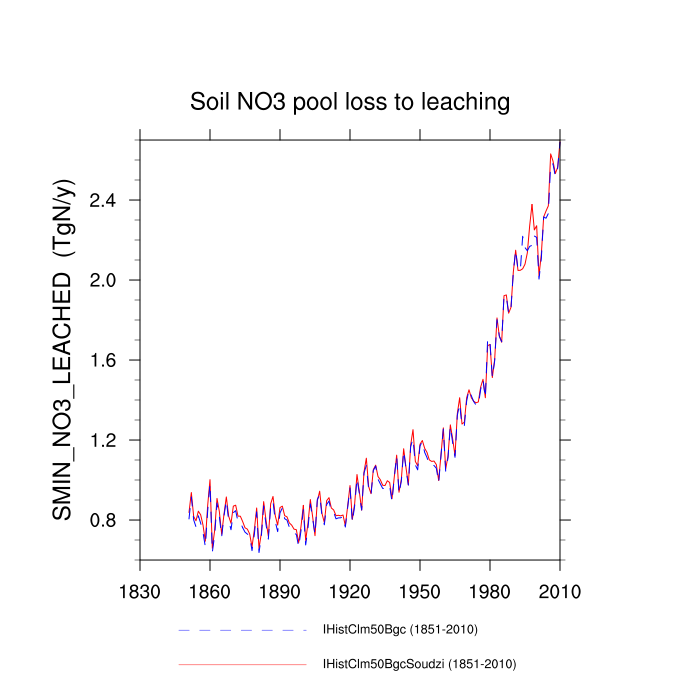 Soil NO3 pool loss to leaching
SMIN_NO3_LEACHED (TgN/y)
2.4
2.0
1.6
1.2
0.8
1830 1860 1890 1920 1950 1980 2010
IHistClm50Bgc (1851-2010)
IHistClm50BgcSoudzi (1851-2010)